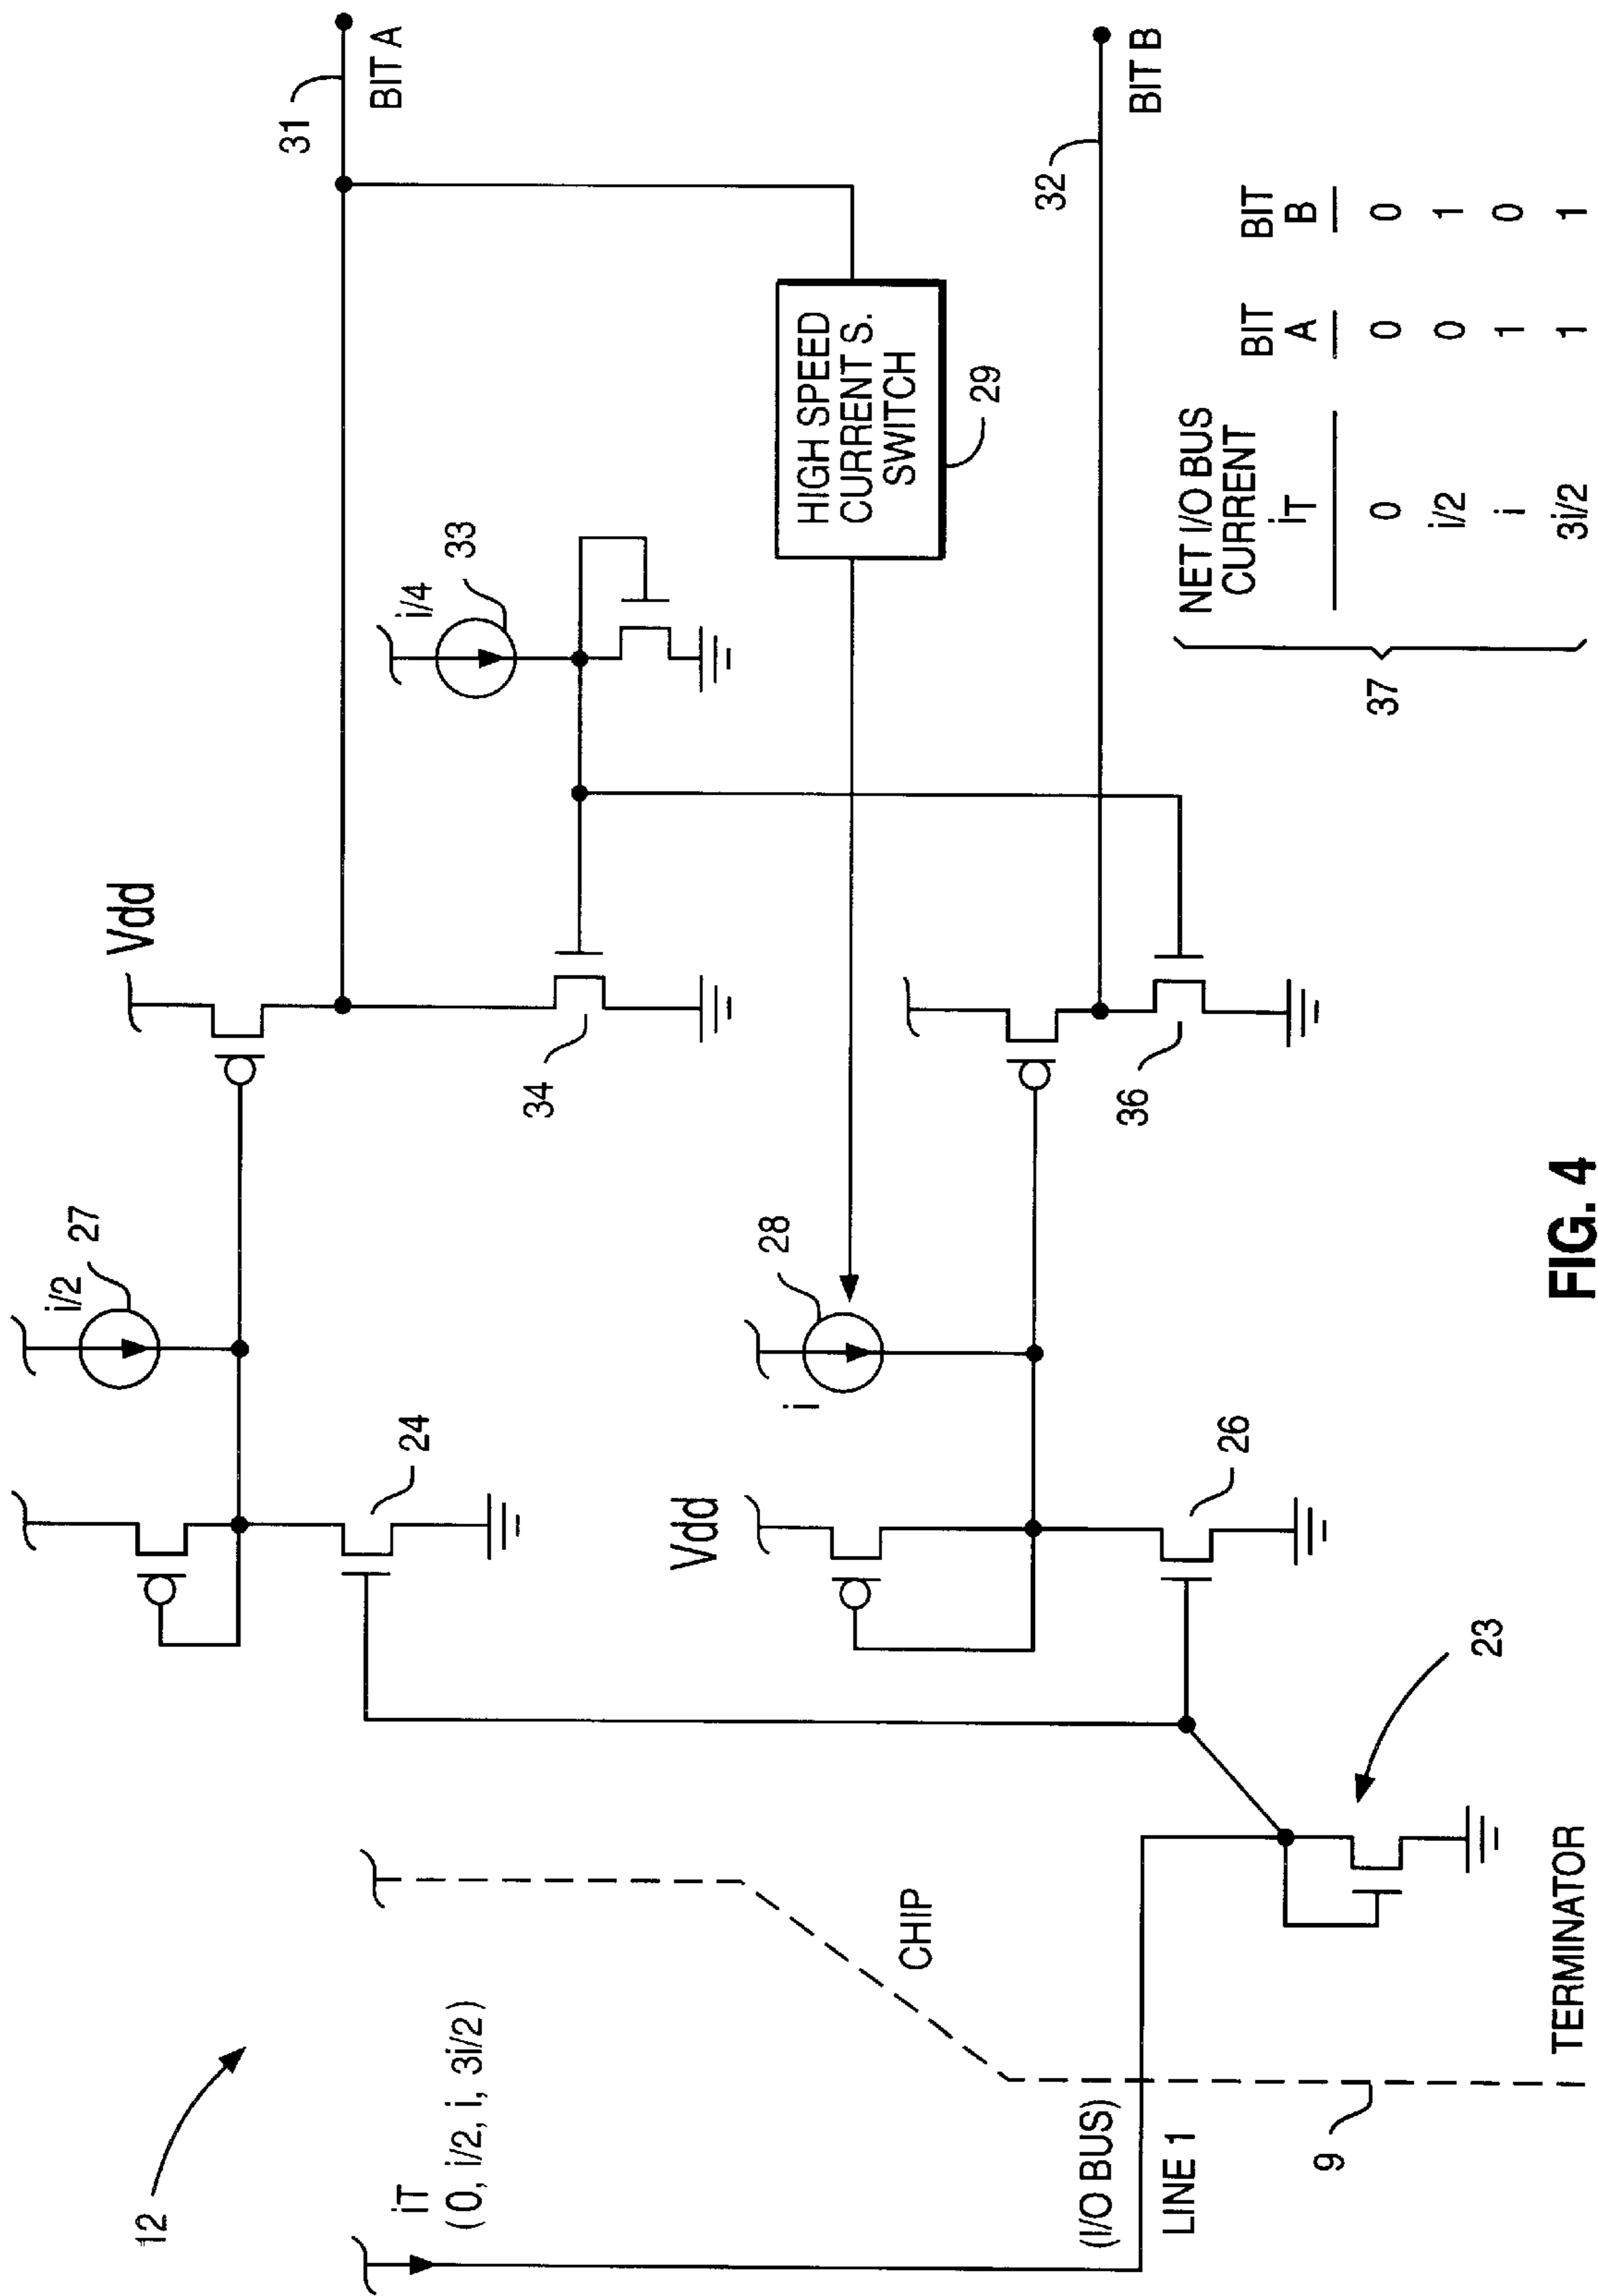 12
iT
(0, i/2, i, 3i/2)
(I/O BUS)
LINE 1
9
CHIP
TERMINATOR
23
24
26
Vdd
i/2
27
i
28
Vdd
34
36
i/4
33
31
BIT A
HIGH SPEED
CURRENT S.
SWITCH
29
32
BIT B
37
NET I/O BUS
CURRENT
iT
BIT
A
BIT
B
0 0 0
i/2 0 1
i 1 0
3i/2 1 1
FIG. 4